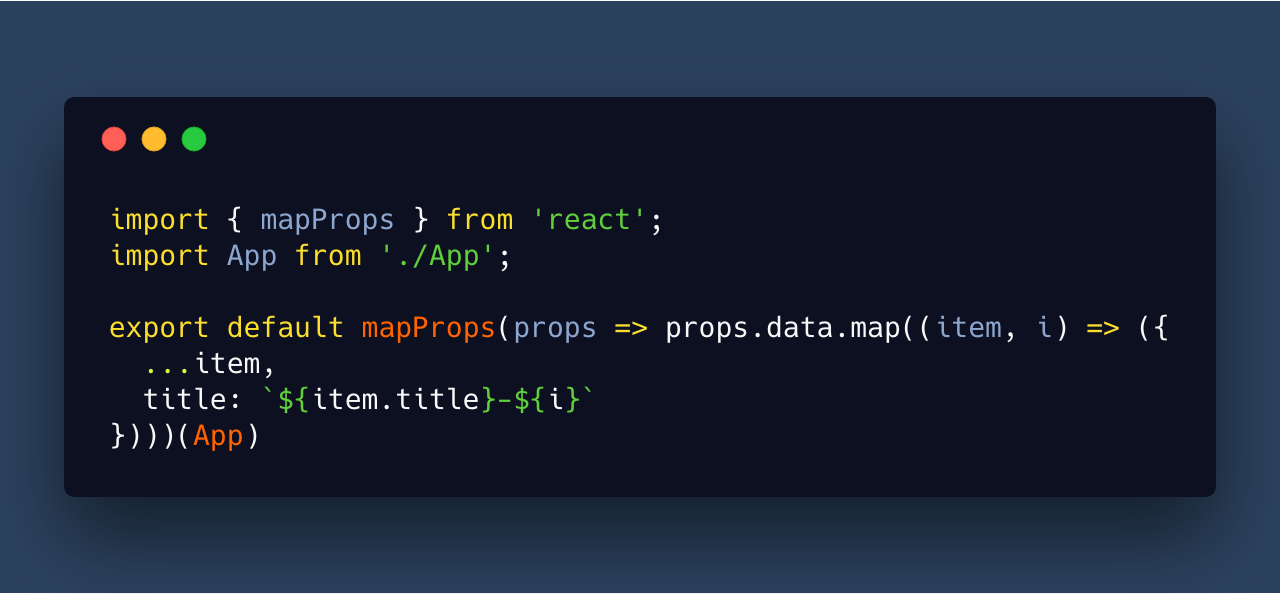 import { mapProps } from 'react';
import App from './App';
export default mapProps(props => props.data.map((item, i) => ({
...item,
title: `${item.title}-${i}`
})))(App)